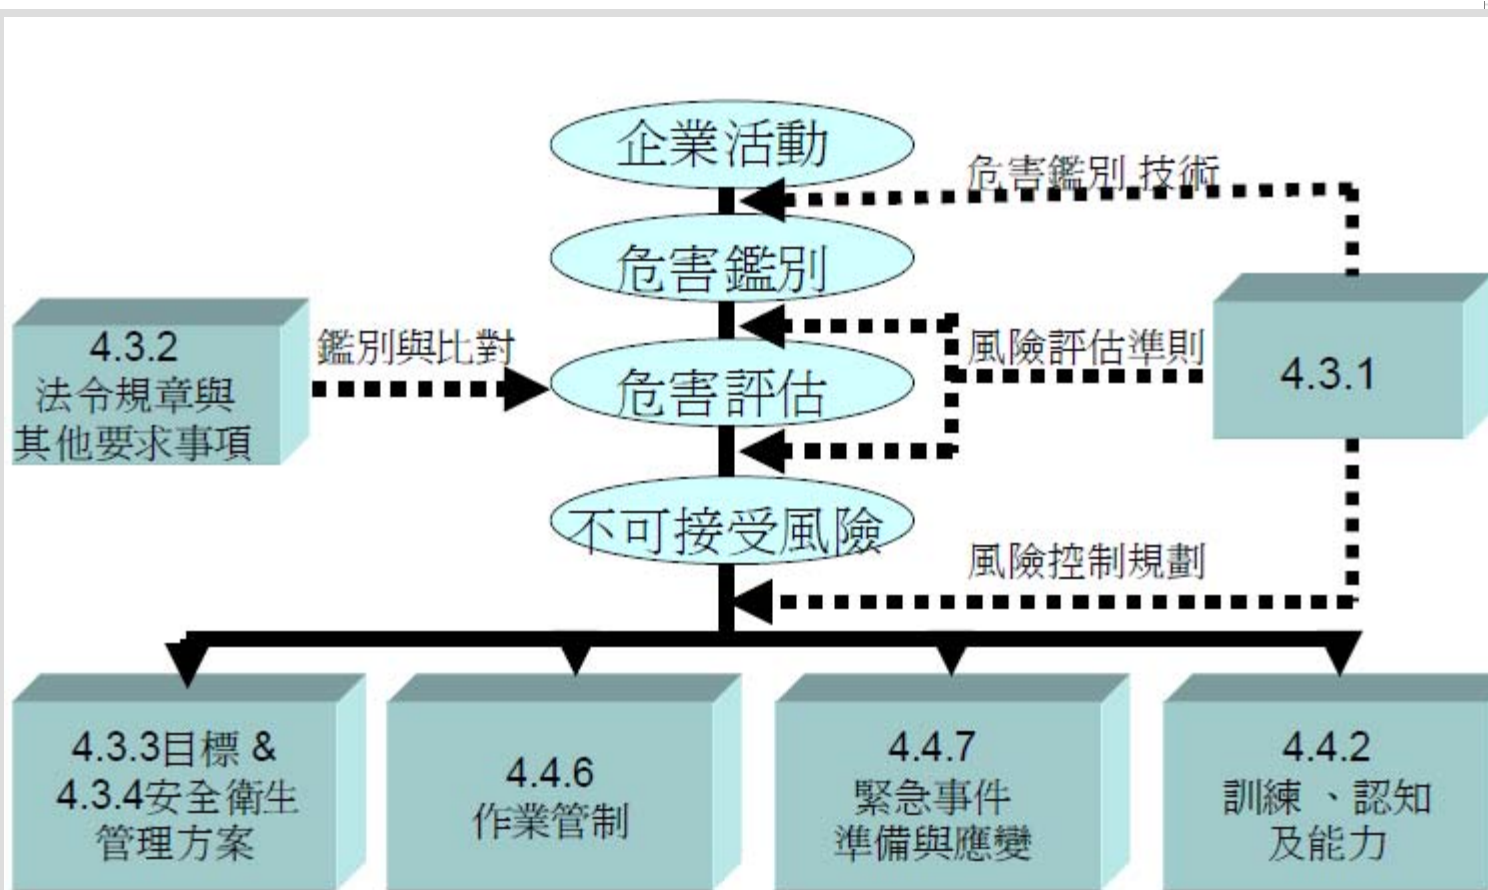 企業活動
危害鑑別 技術
危害鑑別
4.3.2
法令規章與
其他要求事項
鑑別與比對
危害評估
風險評估準則
4.3.1
不可接受風險
風險控制規劃
4.3.3目標 &
4.3.4安全衛生
管理方案
4.4.6
作業管制
4.4.7
緊急事件
準備與應變
4.4.2
訓練 、認知
及能力